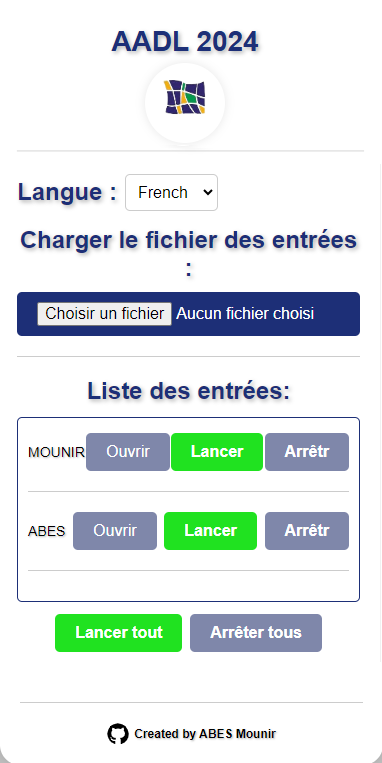 AADL 2024
Langue : French
Charger le fichier des entrées
:
Choisir un fichier Aucun fichier choisi
Liste des entrées:
MOUNIR Ouvrir Lancer Arrêtr
ABES Ouvrir Lancer Arrêtr
Lancer tout Arrêter tous
Created by ABES Mounir